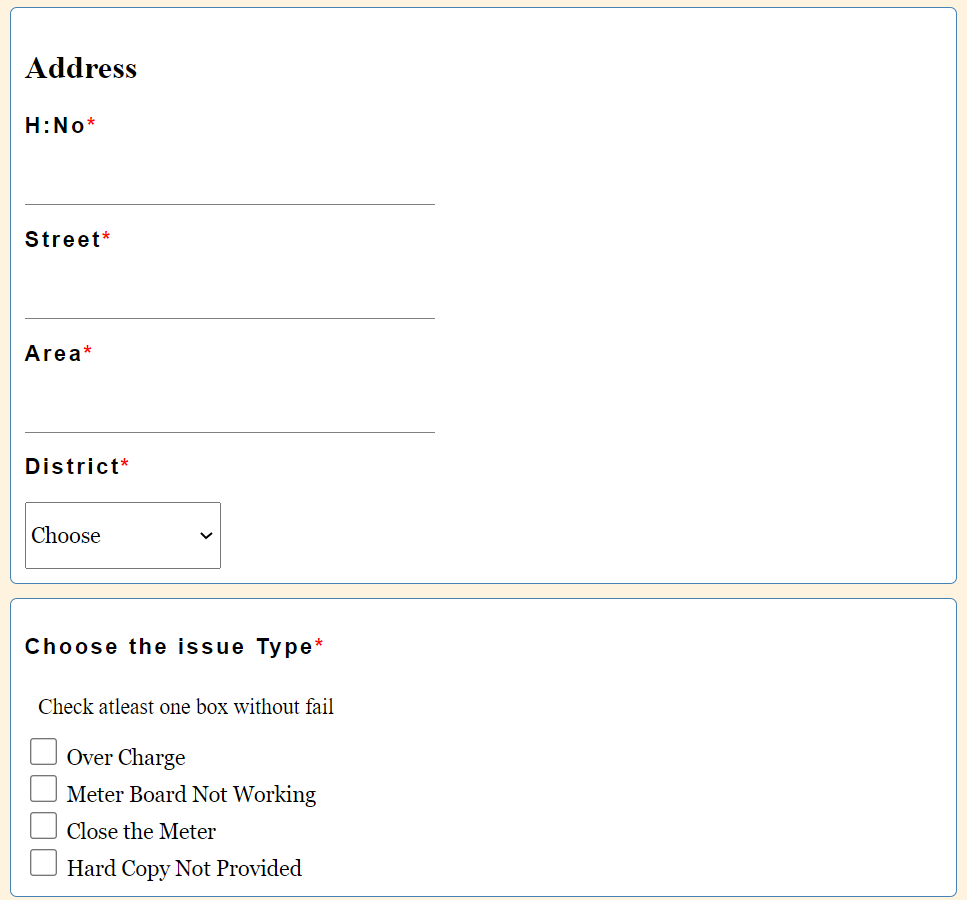 Address
H:No*
Street*
Area*
District*
Choose
Choose the issue Type*
Check atleast one box without fail
Over Charge
Meter Board Not Working
Close the Meter
Hard Copy Not Provided